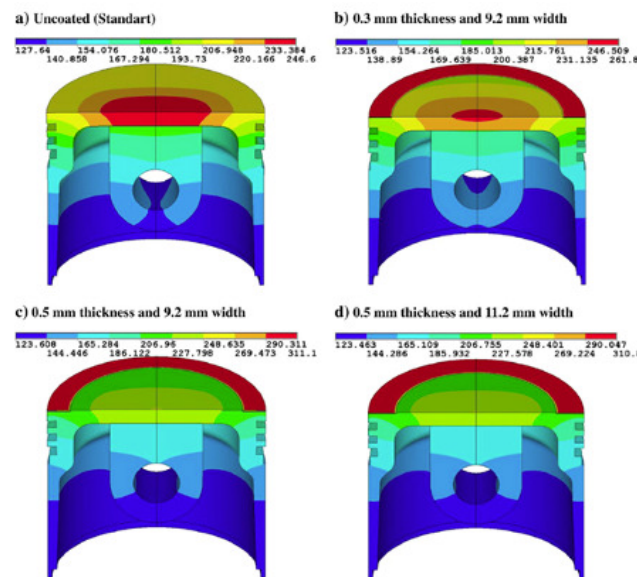 a) Uncoated (Standart)
127.64 154.076 180.512 206.948 233.384
140.858 167.294 193.73 220.166 246.6
b) 0.3 mm thickness and 9.2 mm width
123.516 154.264 185.013 215.761 246.509
138.89 169.639 200.387 231.135 261.8
c) 0.5 mm thickness and 9.2 mm width
123.608 165.284 206.96 248.635 290.311
144.446 186.122 227.798 269.473 311.1
d) 0.5 mm thickness and 11.2 mm width
123.463 165.109 206.755 248.401 290.047
144.286 185.932 227.578 269.224 310.